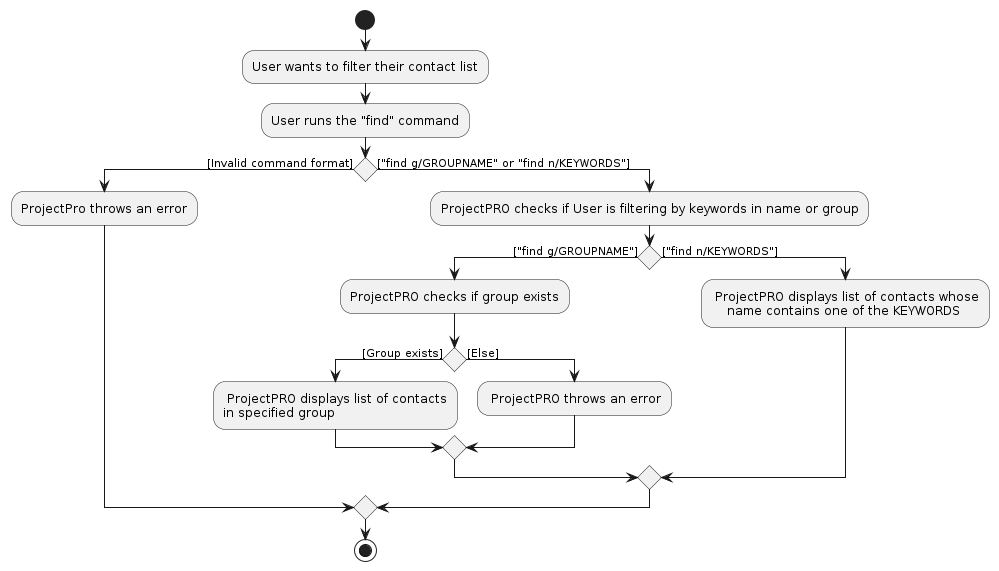 User wants to filter their contact list
User runs the "find" command
[Invalid command format]
["find g/GROUPNAME" or "find n/KEYWORDS"]
ProjectPro throws an error
ProjectPRO checks if User is filtering by keywords in name or group
["find g/GROUPNAME"]
["find n/KEYWORDS"]
ProjectPRO checks if group exists
ProjectPRO displays list of contacts whose
name contains one of the KEYWORDS
[Group exists]
[Else]
ProjectPRO displays list of contacts
in specified group
ProjectPRO throws an error